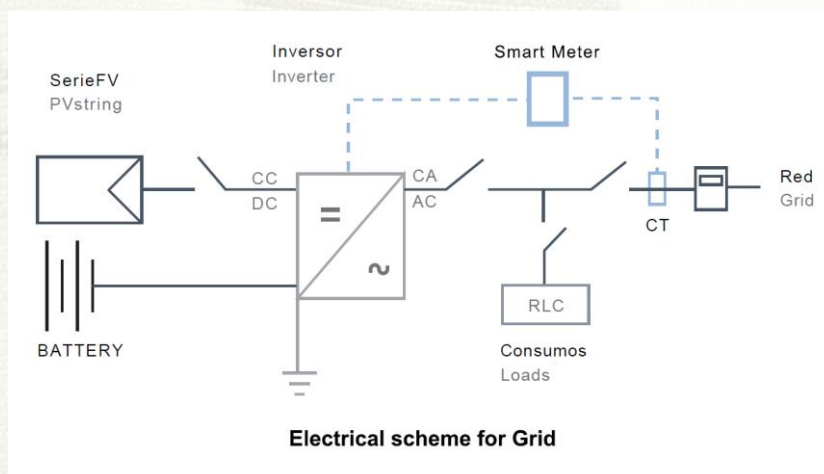 Inversor
Inverter
Smart Meter
SerieFV
PVstring
CC
DC
CA
AC
Red
Grid
CT
RLC
BATTERY
Consumos
Loads
Electrical scheme for Grid